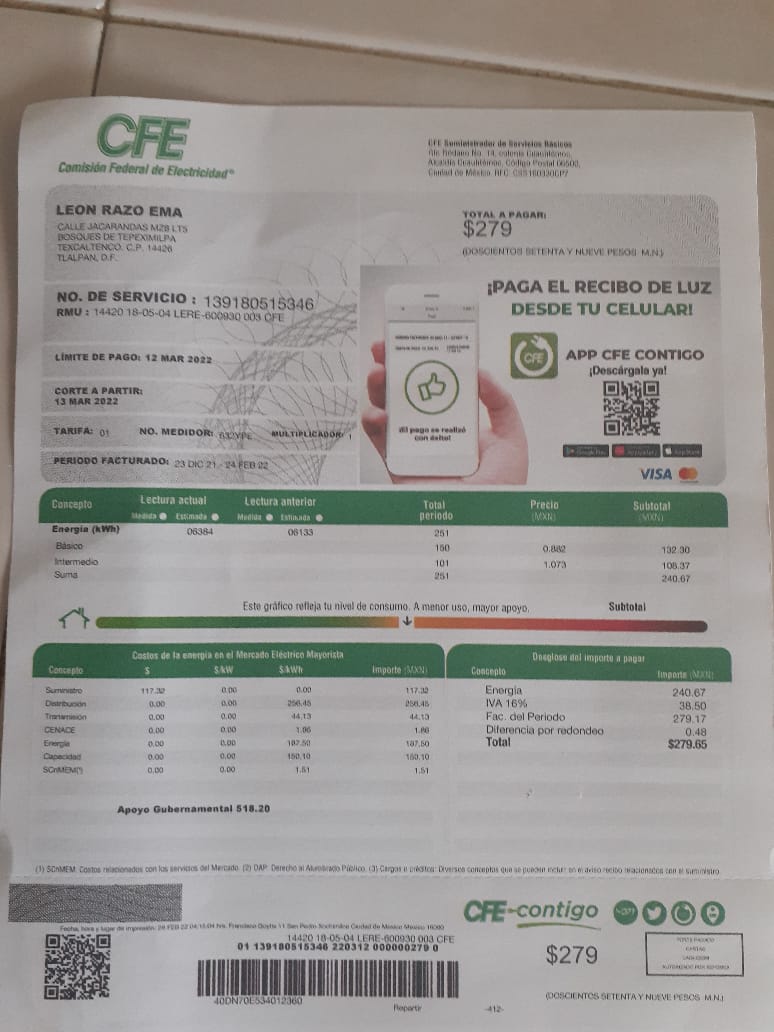 CFE
Comisión Federal de Electricidad®
CFE Suministrador de Servicios Básicos
Río Ródano No. 14, colonia Cuauhtémoc,
Alcaldía Cuauhtémoc, Código Postal 06500,
Ciudad de México. RFC:
LEON RAZO EMA
CALLE JACARANDAS MZ8 LT5
BOSQUES DE TEPEXIMILPA
TEXCALTENCO. C.P. 14426
TLALPAN, D.F.
TOTAL A PAGAR:
$279
(DOSCIENTOS SETENTA Y NUEVE PESOS M.N.)
NO. DE SERVICIO : 139180515346
RMU : 14420 18-05-04 LERE-600930 003 CFE
LÍMITE DE PAGO: 12 MAR 2022
CORTE A PARTIR:
13 MAR 2022
TARIFA: 01 NO. MEDIDOR: MULTIPLICADOR: 1
PERIODO FACTURADO: 23 DIC 21 - 24 FEB 22
¡PAGA EL RECIBO DE LUZ
DESDE TU CELULAR!
CFE
APP CFE CONTIGO
¡Descárgala ya!
¡El pago se realizó
con éxito!
VISA
Concepto Lectura actual Lectura anterior Total periodo Precio (MXN) Subtotal (MXN)
Medida Estimada Medida Estimada
Energía (kWh) 06384 06133 251
Básico 150 0.882 132.30
Intermedio 101 1.073 108.37
Suma 251 240.67
Este gráfico refleja tu nivel de consumo. A menor uso, mayor apoyo. Subtotal
Costos de la energía en el Mercado Eléctrico Mayorista
Concepto $ $/kW $/kWh Importe (MXN)
Suministro 117.32 0.00 0.00 117.32
Distribución 0.00 0.00 256.45 256.45
Transmisión 0.00 0.00 44.13 44.13
CENACE 0.00 0.00 1.86 1.86
Energía 0.00 0.00 187.50 187.50
Capacidad 0.00 0.00 150.10 150.10
SCnMEM(1) 0.00 0.00 1.51 1.51
Apoyo Gubernamental 518.20
Desglose del importe a pagar
Concepto Importe (MXN)
Energía 240.67
IVA 16% 38.50
Fac. del Periodo 279.17
Diferencia por redondeo 0.48
Total $279.65
(1) SCnMEM: Costos relacionados con los servicios del Mercado. (2) DAP: Derecho al Alumbrado Público. (3) Cargos o créditos: Diversos conceptos que se pueden incluir en el aviso recibo relacionados con el suministro.
CFE-contigo
Fecha, hora y lugar de impresión: 28 FEB 22 hrs. Francisco Goytia 11 San Pedro Xochimilco Ciudad de México México 16090
14420 18-05-04 LERE-600930 003 CFE
01 139180515346 220312 000000279 0
40DN70E534012360
Repartir
-412-
$279
(DOSCIENTOS SETENTA Y NUEVE PESOS M.N.)